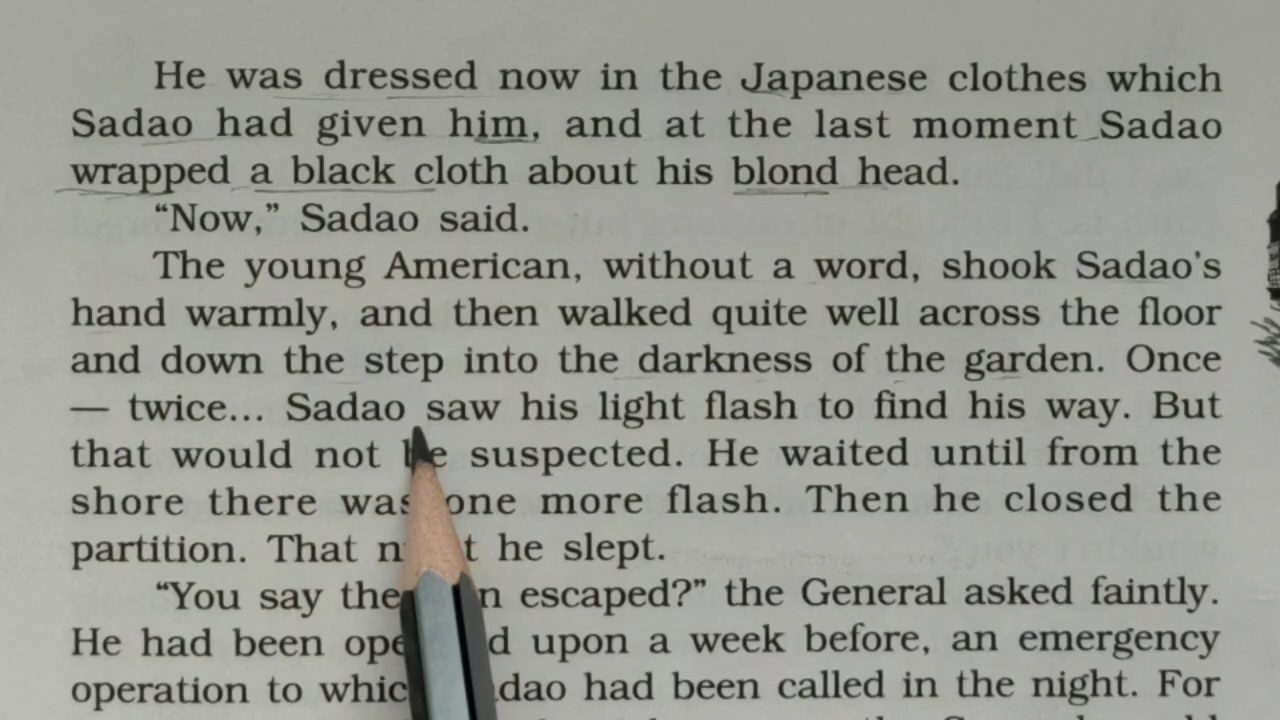 He was dressed now in the Japanese clothes which
Sadao had given him, and at the last moment Sadao
wrapped a black cloth about his blond head.
“Now,” Sadao said.
The young American, without a word, shook Sadao's
hand warmly, and then walked quite well across the floor
and down the step into the darkness of the garden. Once
— twice... Sadao saw his light flash to find his way. But
that would not be suspected. He waited until from the
shore there was one more flash. Then he closed the
partition. That he slept.
“You say the escaped?” the General asked faintly.
He had been upon a week before, an emergency
operation to had been called in the night. For